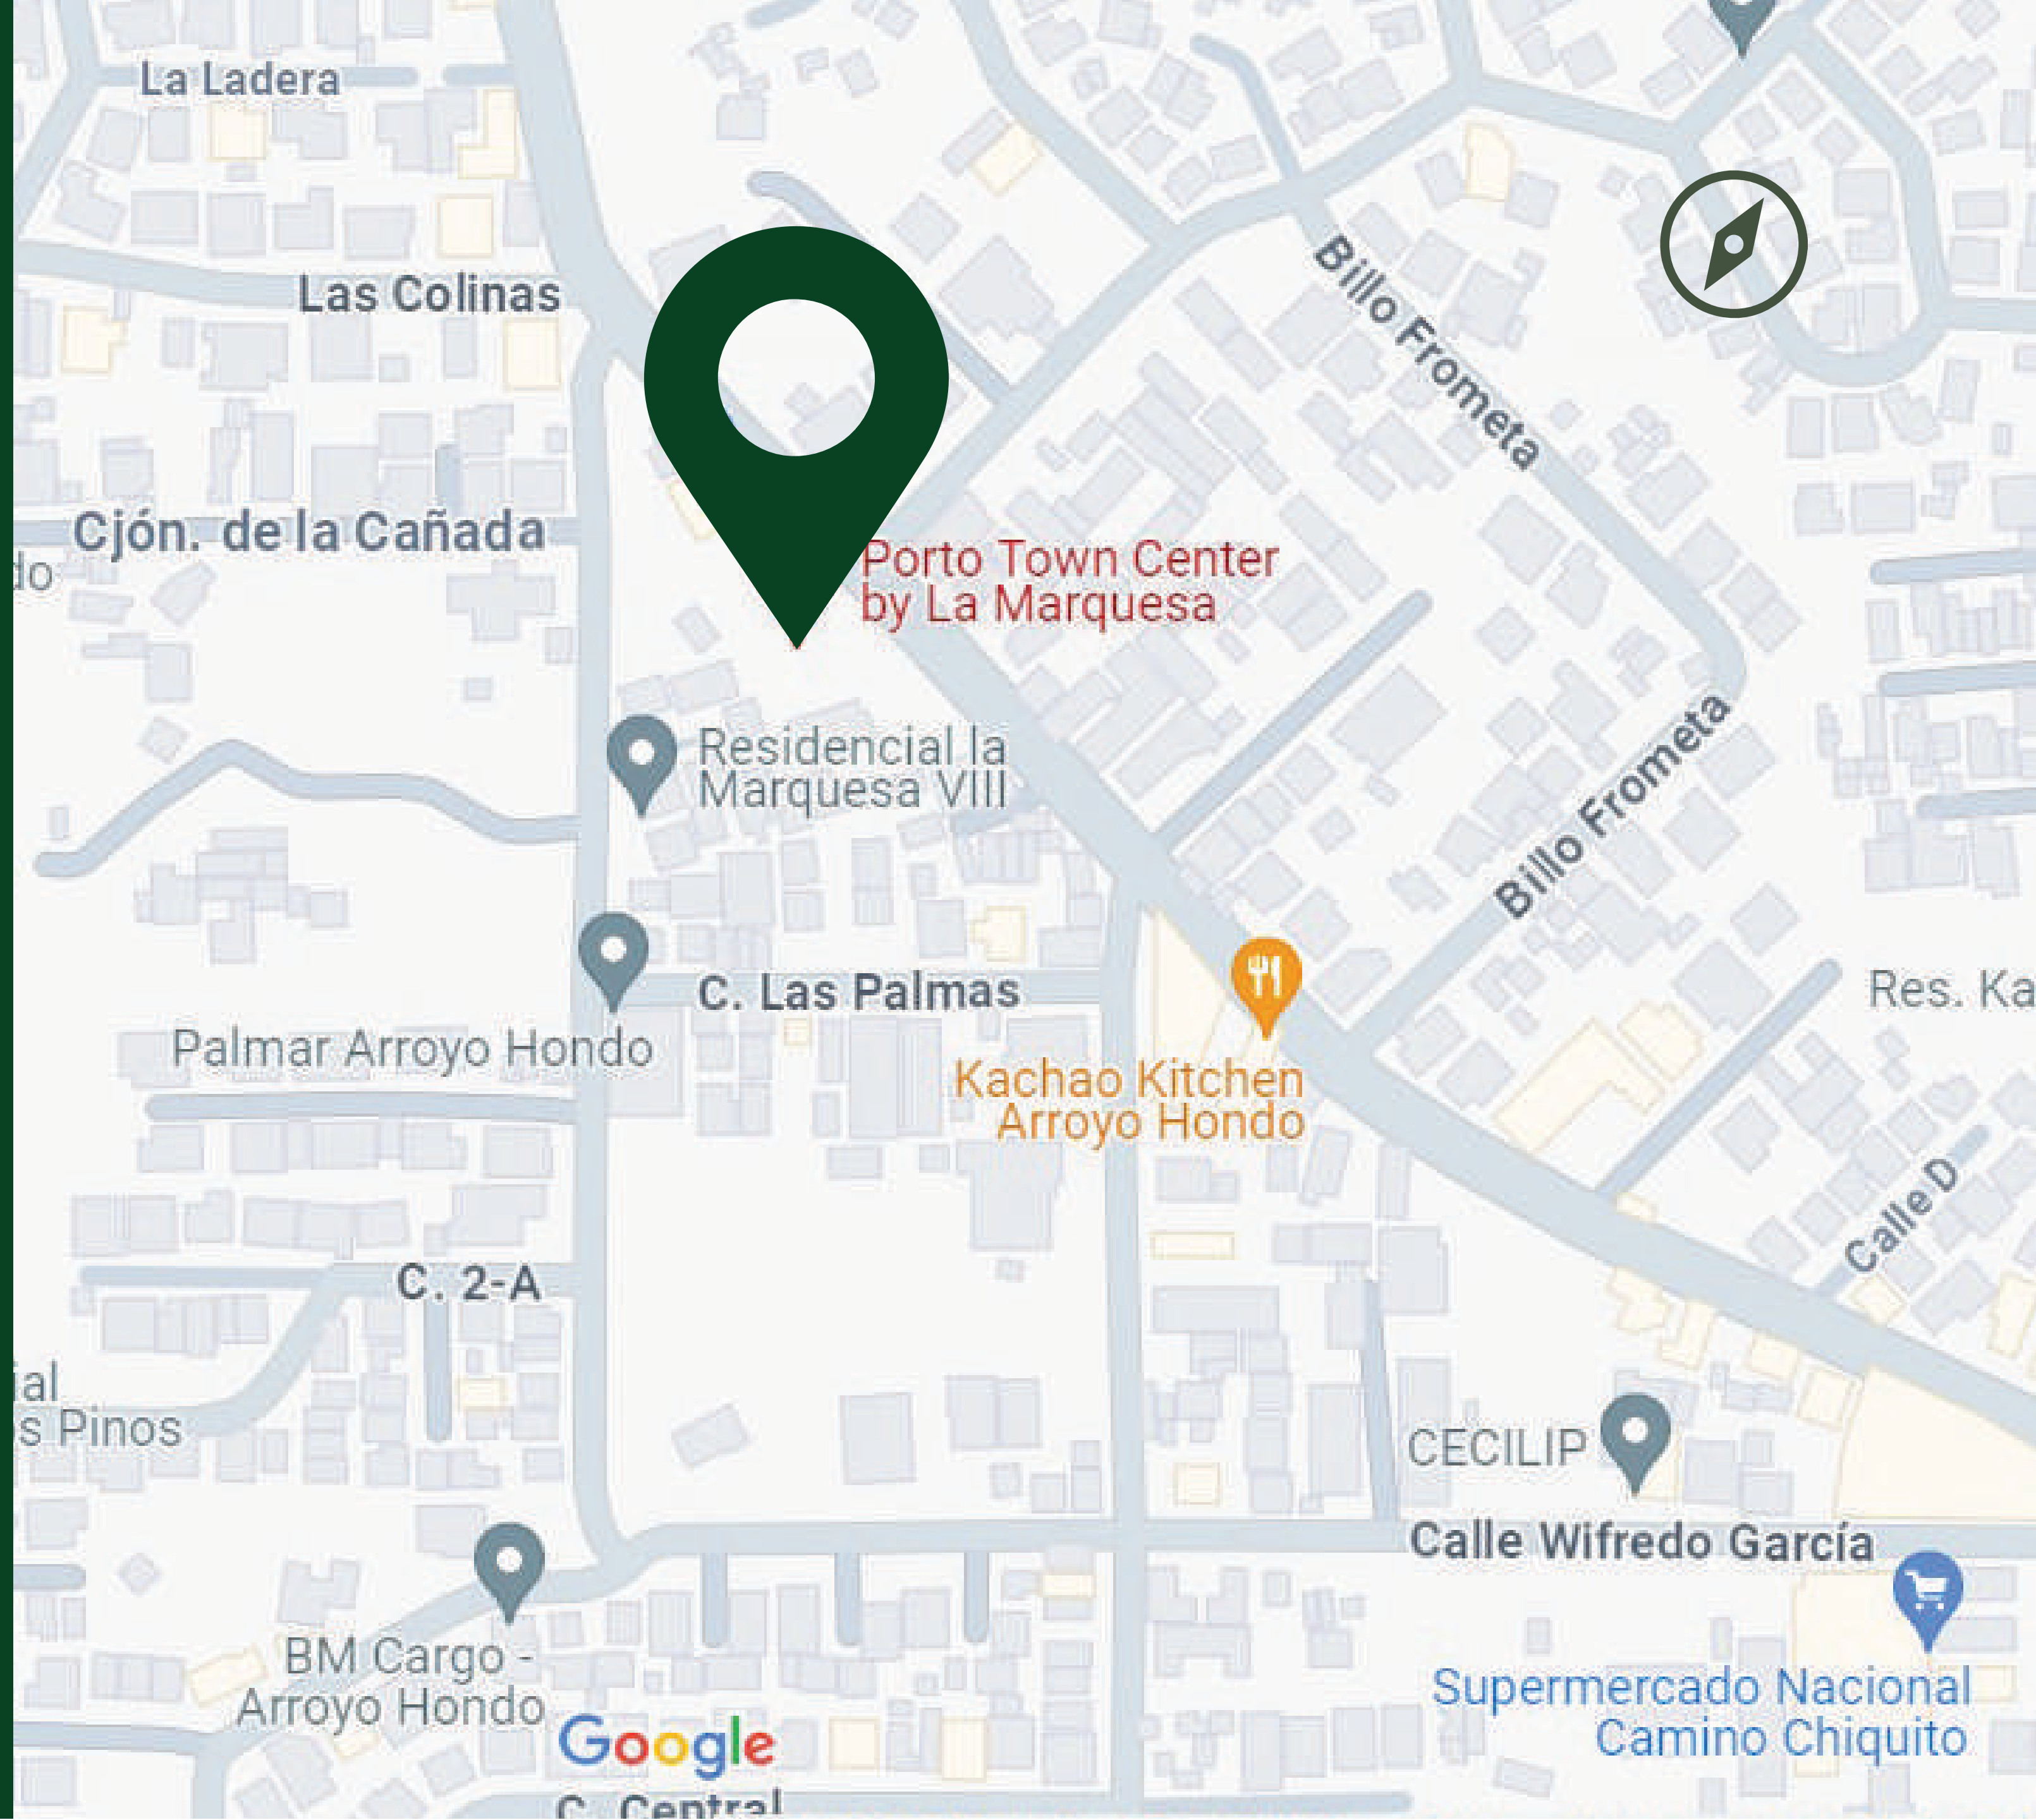 La Ladera
Las Colinas
Billo Frometa
Cjón. de la Cañada
do
Porto Town Center
by La Marquesa
Residencial la
Marquesa VIII
Billo Frometa
C. Las Palmas
Res. Ka
Palmar Arroyo Hondo
Kachao Kitchen
Arroyo Hondo
Calle D
C. 2-A
ial
s Pinos
CECILIP
Calle Wifredo García
BM Cargo -
Arroyo Hondo
Supermercado Nacional
Camino Chiquito
Google
C. Central